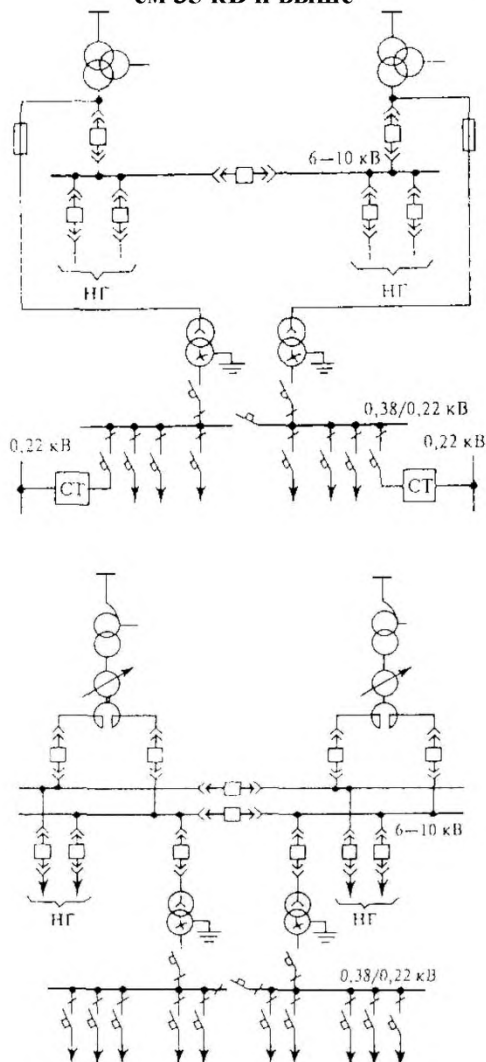 см 35 кВ и выше
6—10 кВ
НГ
НГ
0,38/0,22 кВ
0,22 кВ
0,22 кВ
СТ
СТ
6—10 кВ
НГ
НГ
0,38/0,22 кВ